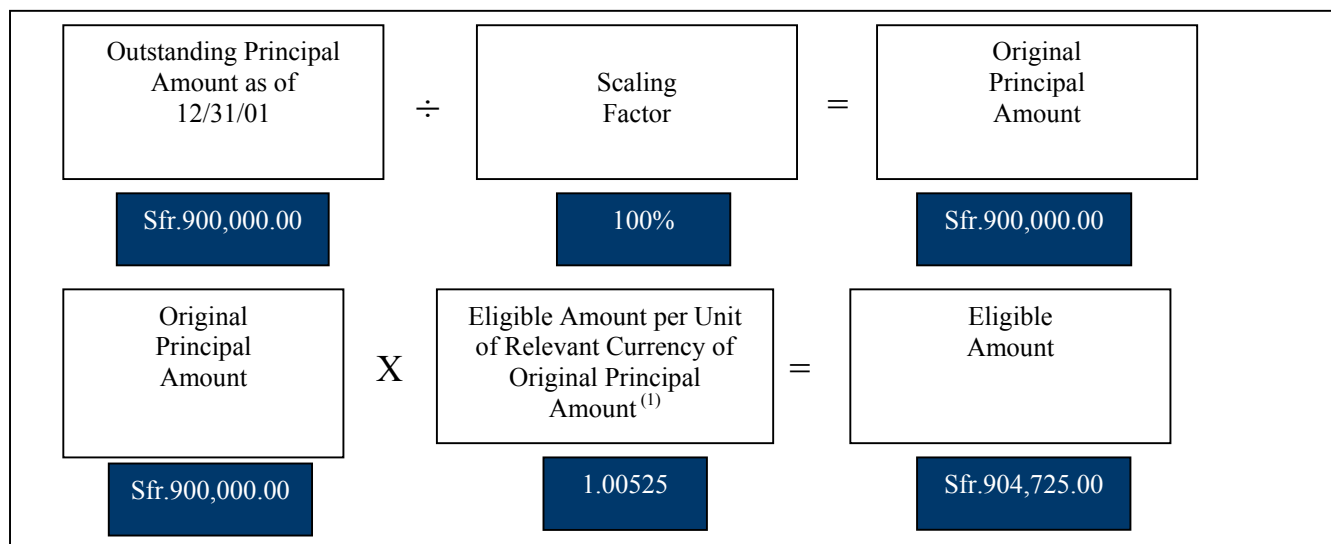 Outstanding Principal
Amount as of
12/31/01
÷
Scaling
Factor
=
Original
Principal
Amount
Sfr.900,000.00
100%
Sfr.900,000.00
Original
Principal
Amount
X
Eligible Amount per Unit
of Relevant Currency of
Original Principal
Amount (1)
=
Eligible
Amount
Sfr.900,000.00
1.00525
Sfr.904,725.00